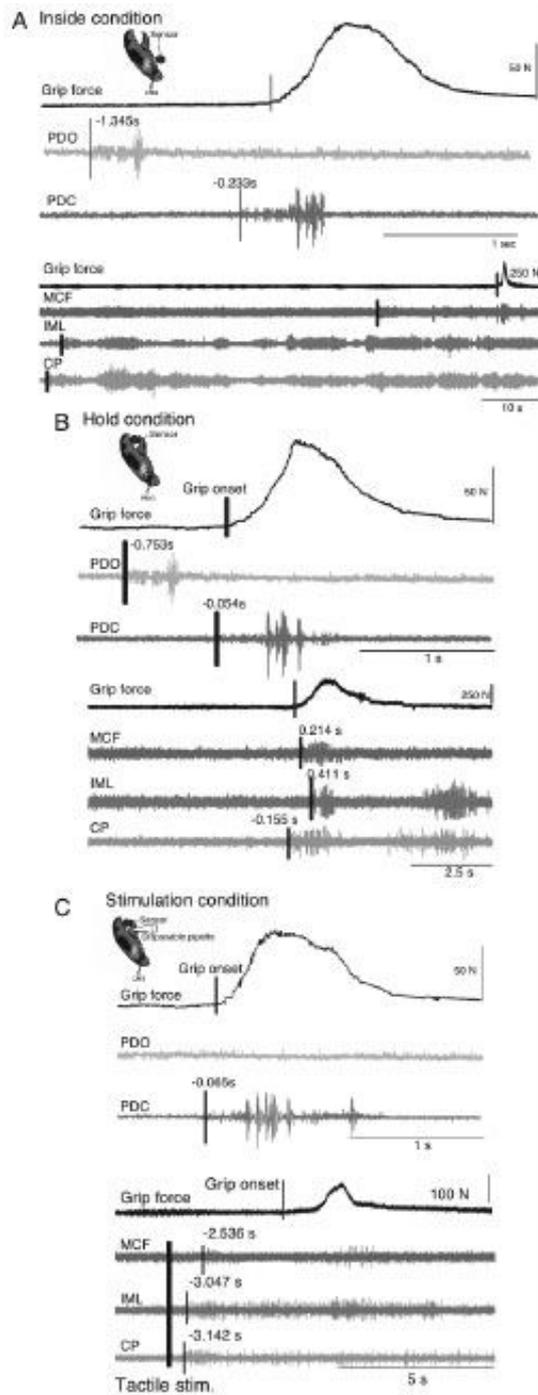 A Inside condition
Sensor
50 N
Grip force
-1.345s
PDO
-0.233s
PDC
1 sec
Grip force
250 N
MCF
IML
CP
10 s
B Hold condition
Sensor
Grip onset
50 N
Grip force
-0.753s
PDO
-0.054s
PDC
1 s
Grip force
250 N
MCF
0.214 s
IML
0.411 s
CP
-0.155 s
2.5 s
C Stimulation condition
Sensor
Disposable pipette
Grip onset
50 N
Grip force
PDO
-0.065s
PDC
1 s
Grip onset
100 N
Grip force
MCF
-2.536 s
IML
-3.047 s
CP
-3.142 s
5 s
Tactile stim.